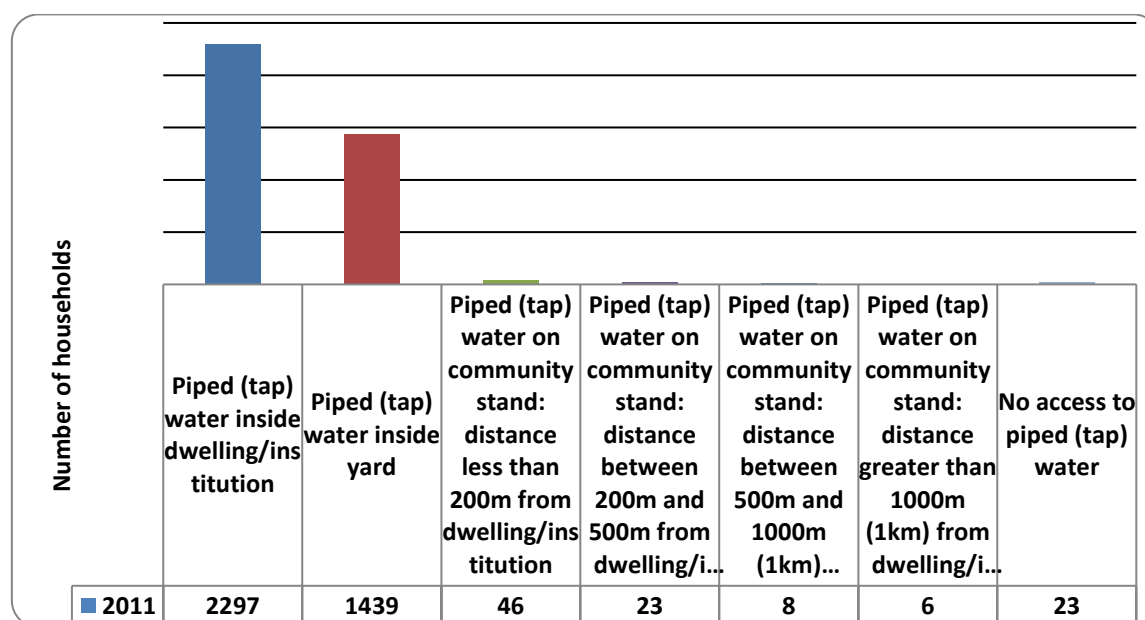 Number of households
Piped (tap)
water inside
dwelling/ins
titution
Piped (tap)
water inside
yard
Piped (tap)
water on
community
stand:
distance
less than
200m from
dwelling/ins
titution
Piped (tap)
water on
community
stand:
distance
between
200m and
500m from
dwelling/i…
Piped (tap)
water on
community
stand:
distance
between
500m and
1000m
(1km)…
Piped (tap)
water on
community
stand:
distance
greater than
1000m
(1km) from
dwelling/i…
No access to
piped (tap)
water
2011 2297 1439 46 23 8 6 23